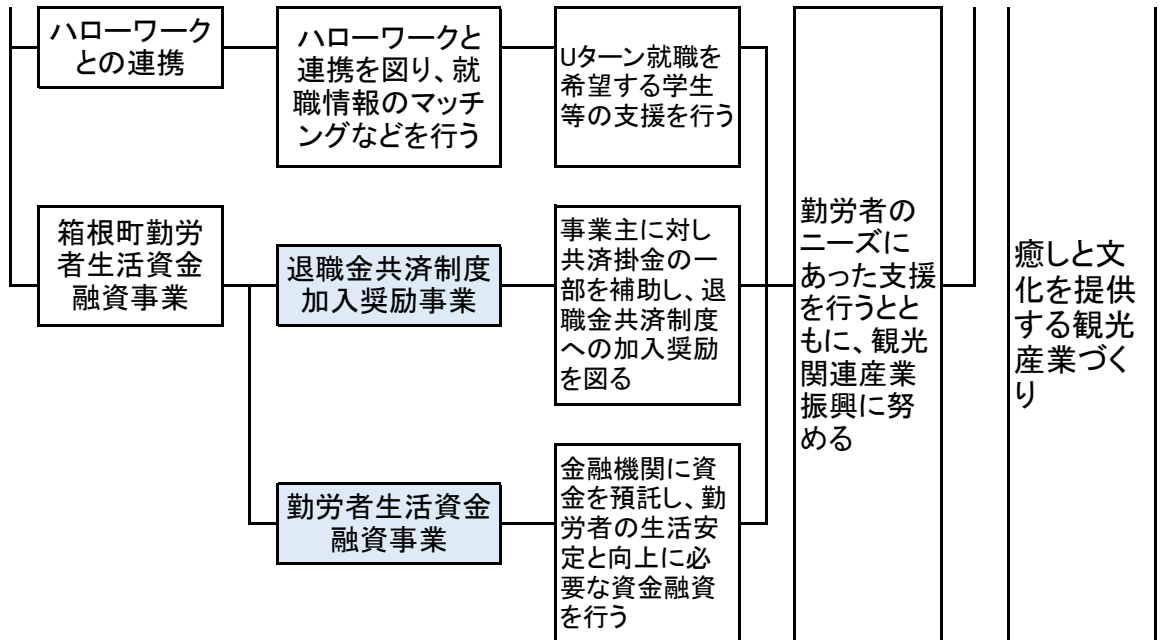 ハローワーク
との連携
ハローワークと
連携を図り、就
職情報のマッチ
ングなどを行う
Uターン就職を
希望する学生
等の支援を行う
箱根町勤労
者生活資金
融資事業
退職金共済制度
加入奨励事業
事業主に対し
共済掛金の一
部を補助し、退
職金共済制度
への加入奨励
を図る
勤労者生活資金
融資事業
金融機関に資
金を預託し、勤
労者の生活安
定と向上に必
要な資金融資
を行う
勤労者の
ニーズに
あった支援
を行うとと
もに、観光
関連産業
振興に努
める
癒しと文
化を提供
する観光
産業づく
り